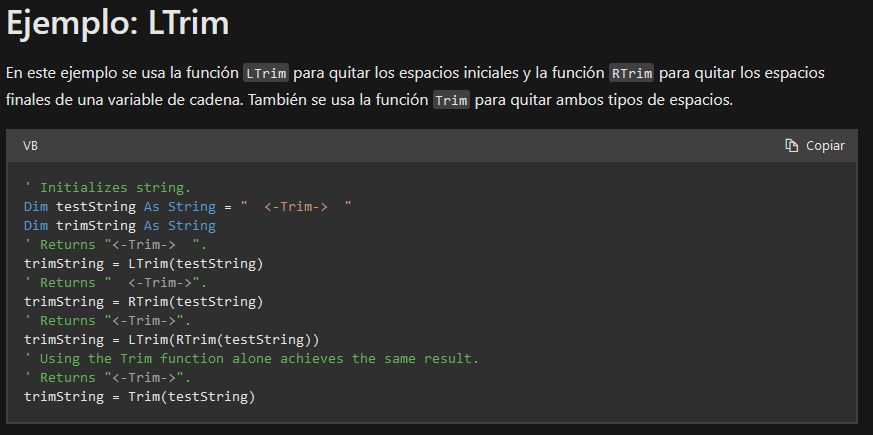 Ejemplo: LTrim
En este ejemplo se usa la función LTrim para quitar los espacios iniciales y la función RTrim para quitar los espacios
finales de una variable de cadena. También se usa la función Trim para quitar ambos tipos de espacios.
VB Copiar
' Initializes string.
Dim testString As String = "  <-Trim->  "
Dim trimString As String
' Returns "<-Trim->  ".
trimString = LTrim(testString)
' Returns "  <-Trim->".
trimString = RTrim(testString)
' Returns "<-Trim->".
trimString = LTrim(RTrim(testString))
' Using the Trim function alone achieves the same result.
' Returns "<-Trim->".
trimString = Trim(testString)